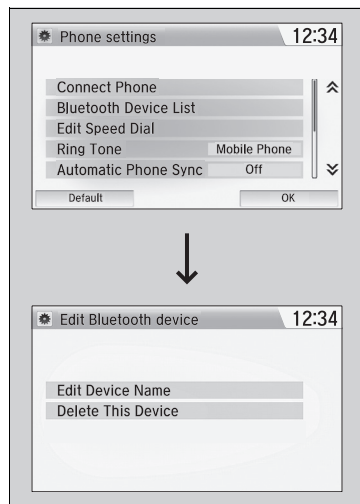 Phone settings 12:34
Connect Phone
Bluetooth Device List
Edit Speed Dial
Ring Tone Mobile Phone
Automatic Phone Sync Off
Default OK
Edit Bluetooth device 12:34
Edit Device Name
Delete This Device